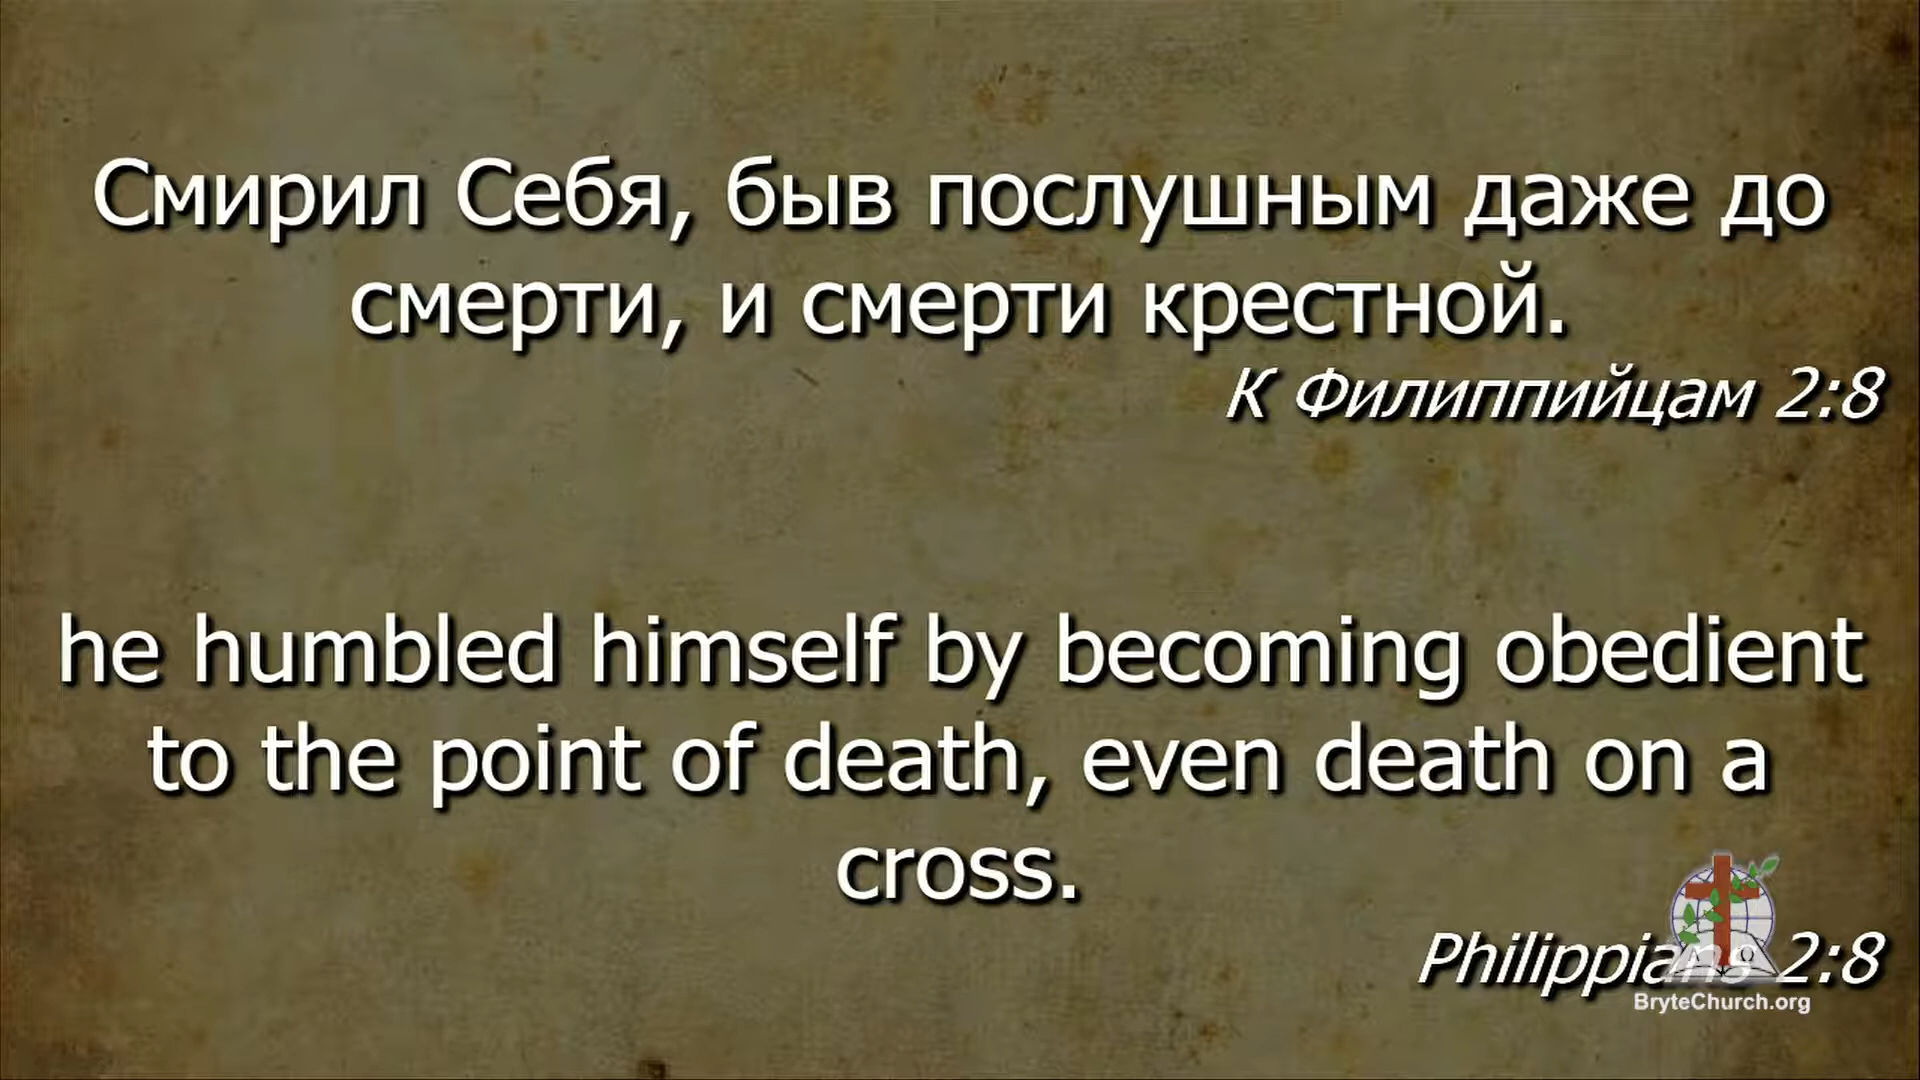 Смирил Себя, быв послушным даже до
смерти, и смерти крестной.
К Филиппийцам 2:8
he humbled himself by becoming obedient
to the point of death, even death on a
cross.
Philippians 2:8
BryteChurch.org